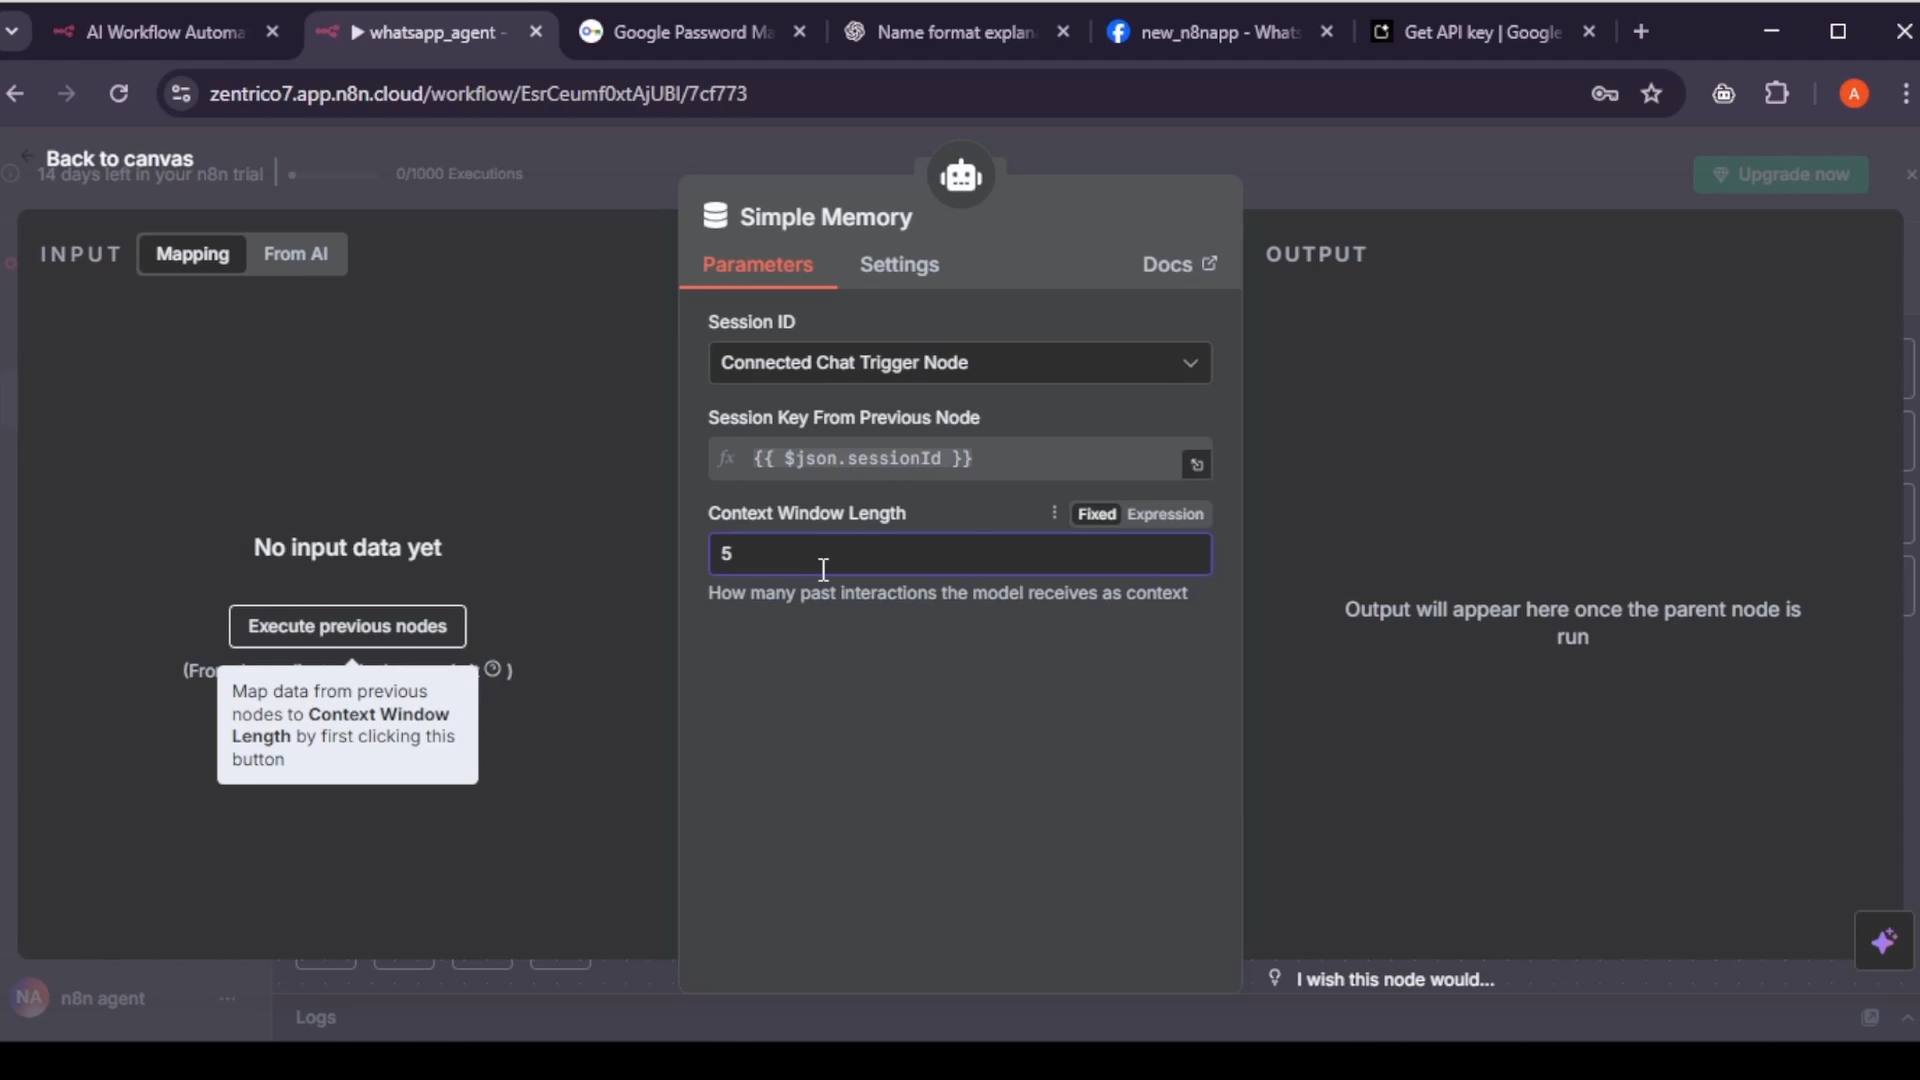 AI Workflow Automa
▶ whatsapp_agent -
Google Password Ma
Name format explan
new_n8napp - Whats
Get API key | Google
zentrico7.app.n8n.cloud/workflow/EsrCeumf0xtAjUBI/7cf773
A
Back to canvas
14 days left in your n8n trial
0/1000 Executions
Upgrade now
INPUT
Mapping
From AI
Simple Memory
OUTPUT
Parameters
Settings
Docs
Session ID
Connected Chat Trigger Node
Session Key From Previous Node
fx {{ $json.sessionId }}
Context Window Length
Fixed
Expression
5
How many past interactions the model receives as context
No input data yet
Execute previous nodes
Map data from previous
nodes to Context Window
Length by first clicking this
button
Output will appear here once the parent node is
run
I wish this node would...
NA
n8n agent
Logs